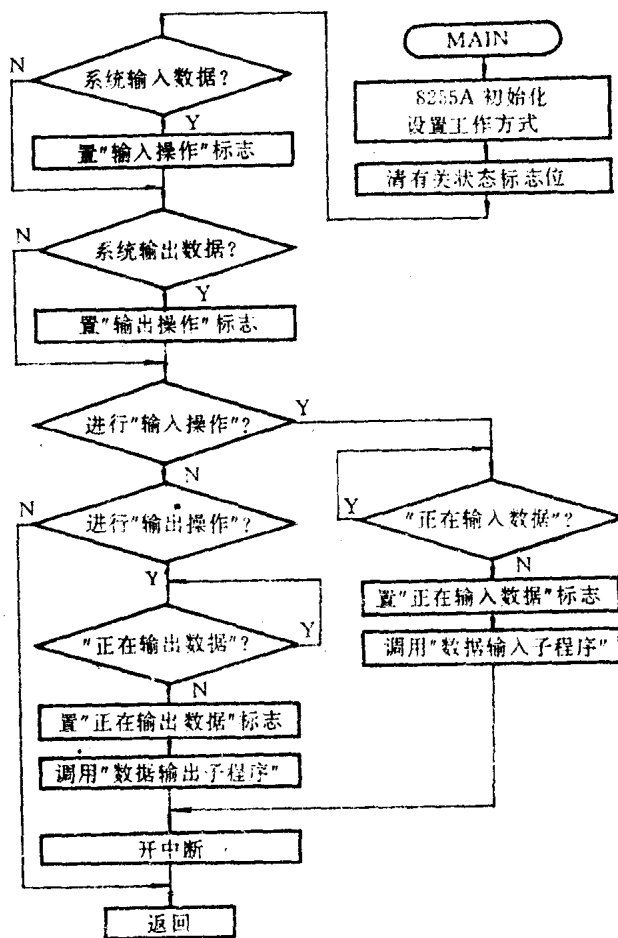 MAIN
8255A 初始化
设置工作方式
清有关状态标志位
系统输入数据?
N
Y
置"输入操作"标志
系统输出数据?
N
Y
置"输出操作"标志
进行"输入操作"?
Y
N
进行"输出操作"?
N
Y
"正在输出数据"?
Y
N
置"正在输出数据"标志
调用"数据输出子程序"
"正在输入数据"?
Y
N
置"正在输入数据"标志
调用"数据输入子程序"
开中断
返回